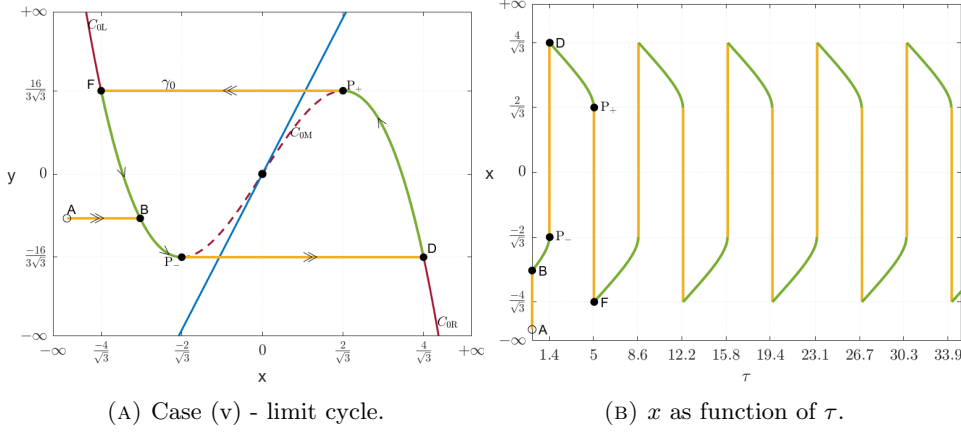 +∞
C₀L
F
γ₀
P₊
16
3√3
C₀M
y
0
A
B
-16
3√3
P₋
D
C₀R
-∞
-∞
-4
√3
-2
√3
0
2
√3
4
√3
+∞
x
(A) Case (v) - limit cycle.
+∞
4
√3
D
2
√3
P₊
x
0
-2
√3
P₋
B
-4
√3
F
A
-∞
1.4 5 8.6 12.2 15.8 19.4 23.1 26.7 30.3 33.9
τ
(B) x as function of τ.